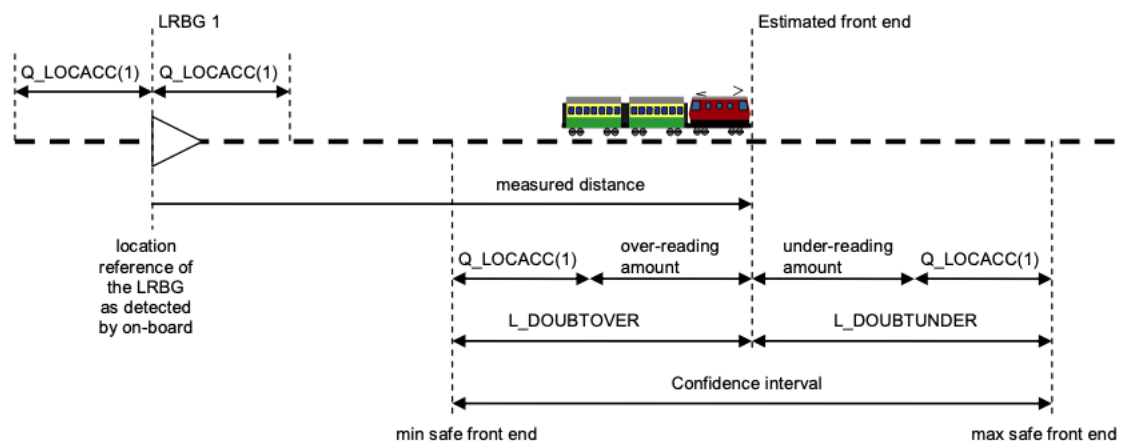 LRBG 1
Estimated front end
Q_LOCACC(1)
Q_LOCACC(1)
measured distance
location
reference of
the LRBG
as detected
by on-board
Q_LOCACC(1)
over-reading
amount
under-reading
amount
Q_LOCACC(1)
L_DOUBTOVER
L_DOUBTUNDER
Confidence interval
min safe front end
max safe front end